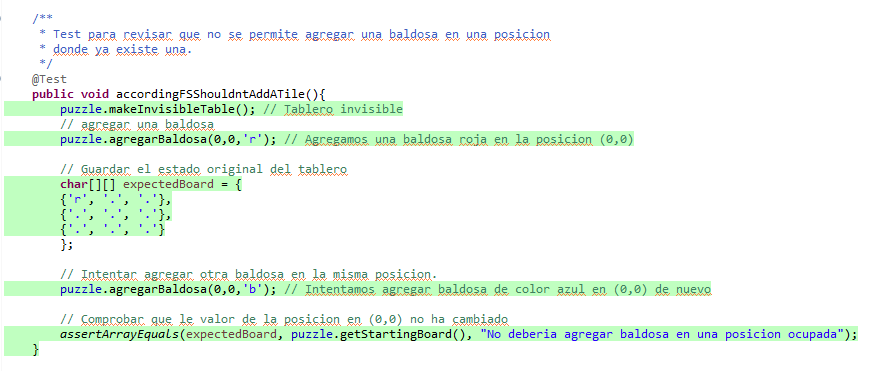 /**
 * Test para revisar que no se permite agregar una baldosa en una posicion
 * donde ya existe una.
 */
@Test
public void accordingFSShouldntAddATile(){
    puzzle.makeInvisibleTable(); // Tablero invisible
    // agregar una baldosa
    puzzle.agregarBaldosa(0,0,'r'); // Agregamos una baldosa roja en la posicion (0,0)

    // Guardar el estado original del tablero
    char[][] expectedBoard = {
    {'r', '.', '.'},
    {'.', '.', '.'},
    {'.', '.', '.'}
    };

    // Intentar agregar otra baldosa en la misma posicion.
    puzzle.agregarBaldosa(0,0,'b'); // Intentamos agregar baldosa de color azul en (0,0) de nuevo

    // Comprobar que le valor de la posicion en (0,0) no ha cambiado
    assertArrayEquals(expectedBoard, puzzle.getStartingBoard(), "No deberia agregar baldosa en una posicion ocupada");
}